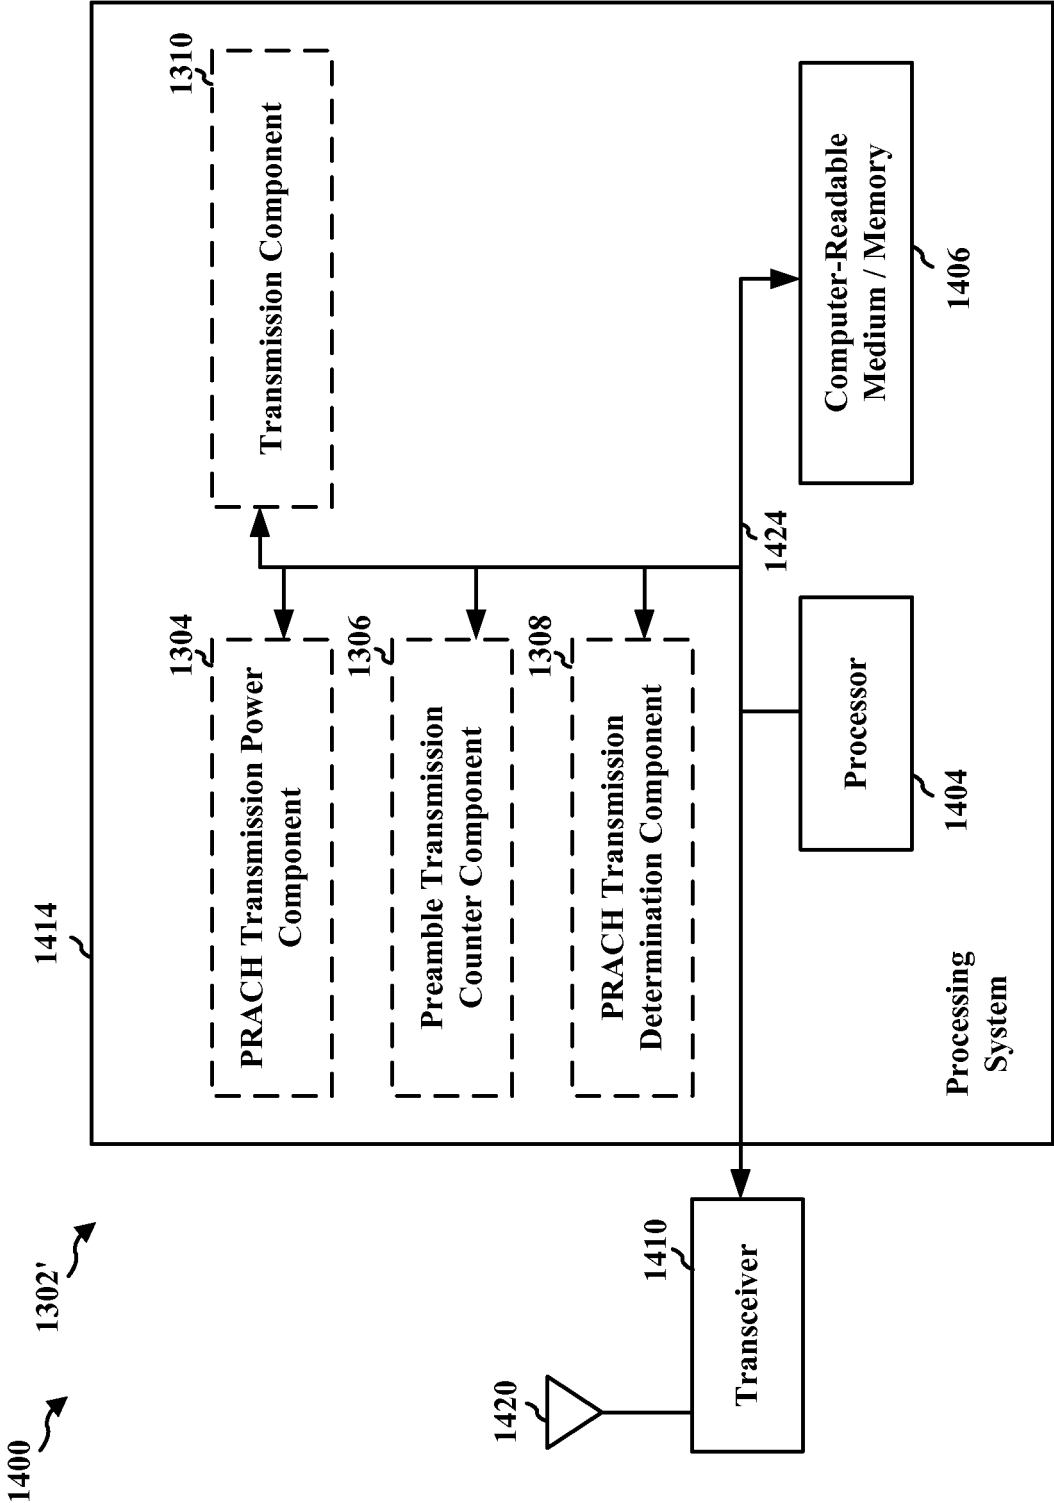 1400
1302'
1414
1304
PRACH Transmission Power
Component
1306
Preamble Transmission
Counter Component
1308
PRACH Transmission
Determination Component
1310
Transmission Component
1420
1410
Transceiver
1424
Processor
1404
Computer-Readable
Medium / Memory
1406
Processing
System